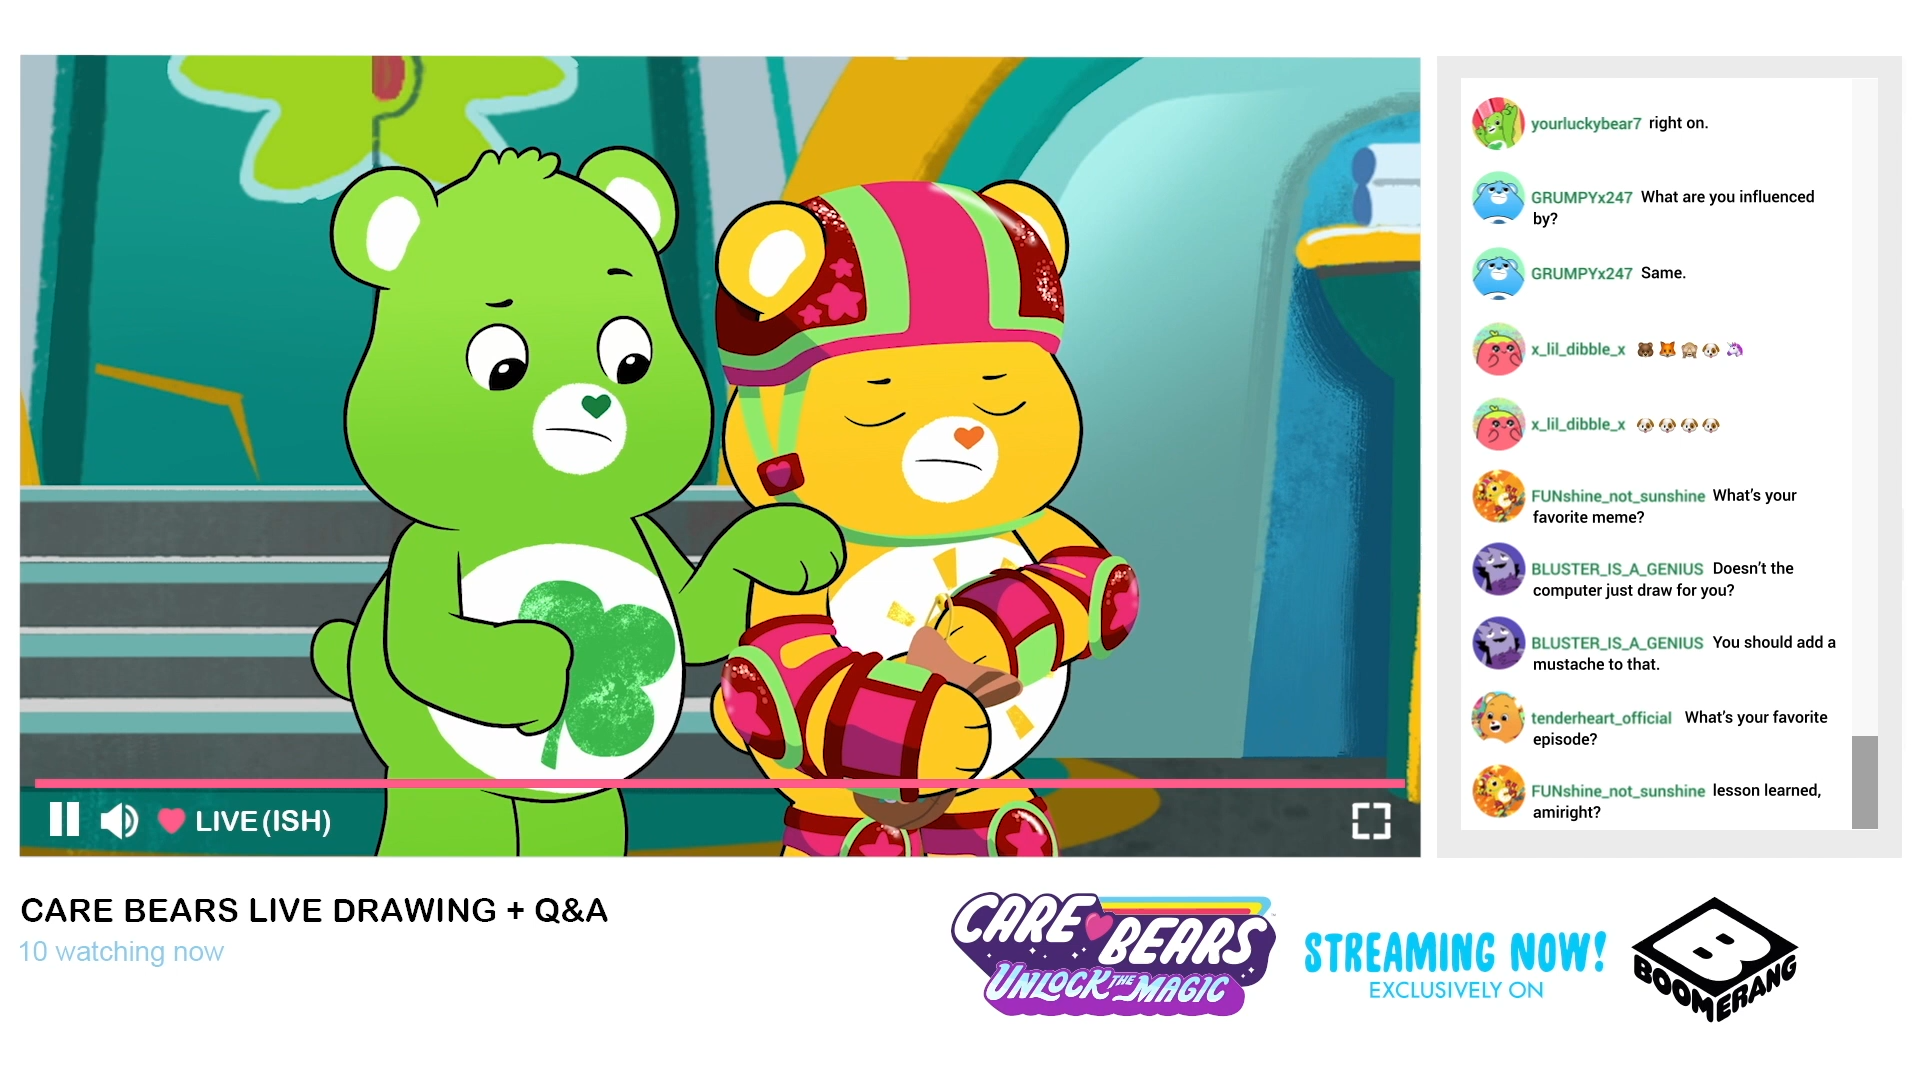 yourluckybear7 right on.
GRUMPYx247 What are you influenced
by?
GRUMPYx247 Same.
x_lil_dibble_x 🐻🦊🙈🐶🦄
x_lil_dibble_x 🐶🐶🐶🐶
FUNshine_not_sunshine What's your
favorite meme?
BLUSTER_IS_A_GENIUS Doesn't the
computer just draw for you?
BLUSTER_IS_A_GENIUS You should add a
mustache to that.
tenderheart_official What's your favorite
episode?
FUNshine_not_sunshine lesson learned,
amiright?
LIVE (ISH)
CARE BEARS LIVE DRAWING + Q&A
10 watching now
CARE BEARS
UNLOCK THE MAGIC
STREAMING NOW!
EXCLUSIVELY ON
B
BOOMERANG